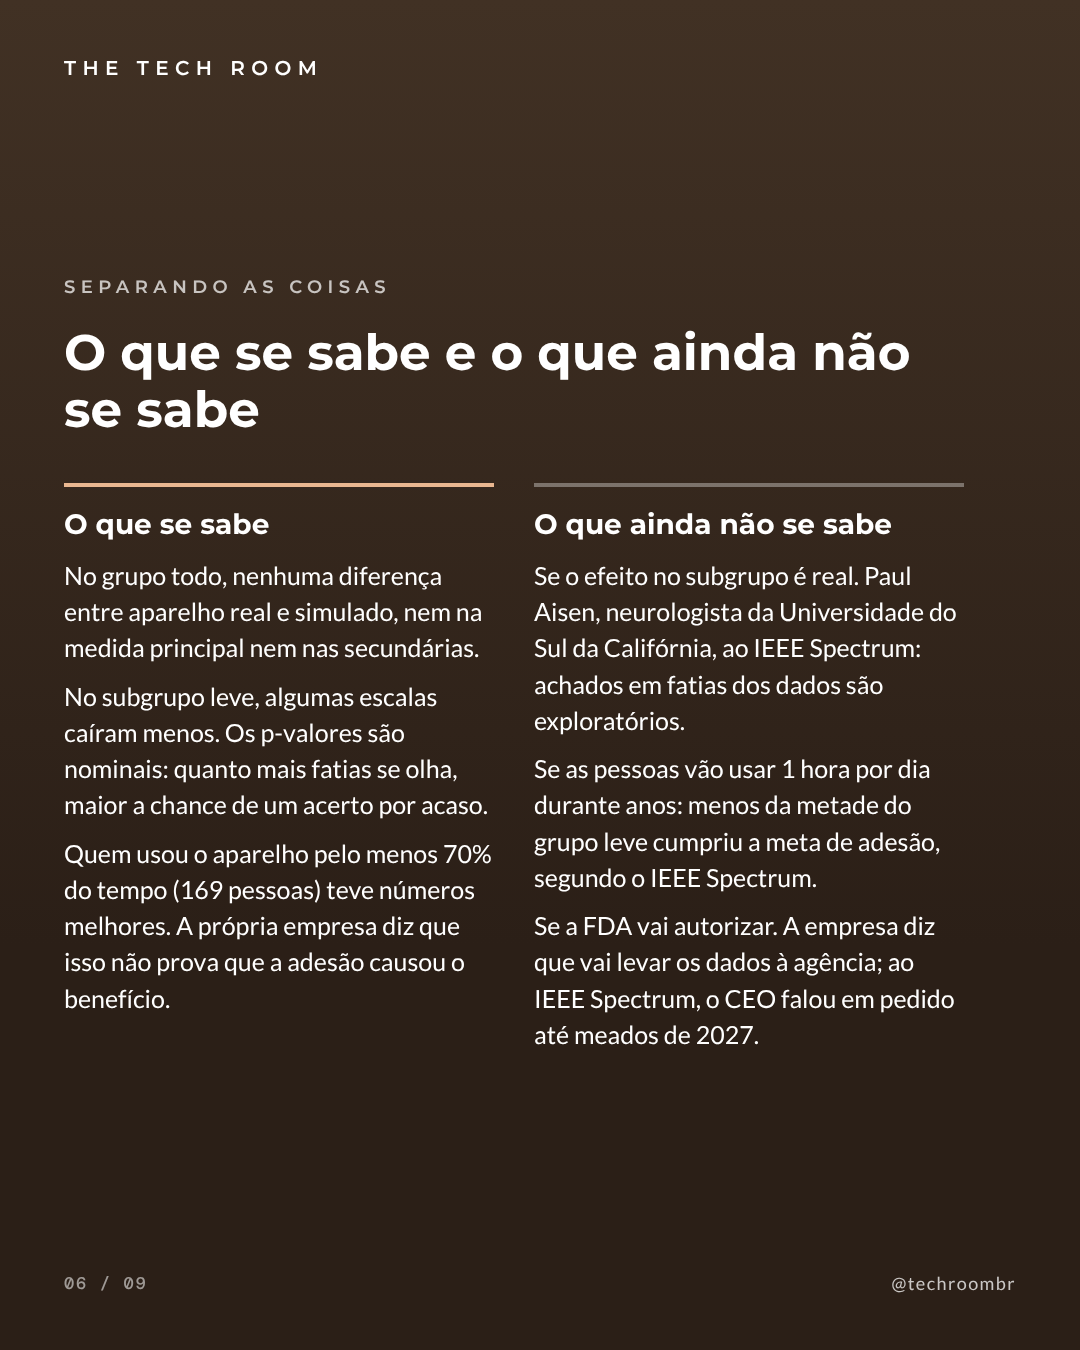 THE TECH ROOM
SEPARANDO AS COISAS
O que se sabe e o que ainda não
se sabe
O que se sabe
No grupo todo, nenhuma diferença
entre aparelho real e simulado, nem na
medida principal nem nas secundárias.
No subgrupo leve, algumas escalas
caíram menos. Os p-valores são
nominais: quanto mais fatias se olha,
maior a chance de um acerto por acaso.
Quem usou o aparelho pelo menos 70%
do tempo (169 pessoas) teve números
melhores. A própria empresa diz que
isso não prova que a adesão causou o
benefício.
O que ainda não se sabe
Se o efeito no subgrupo é real. Paul
Aisen, neurologista da Universidade do
Sul da Califórnia, ao IEEE Spectrum:
achados em fatias dos dados são
exploratórios.
Se as pessoas vão usar 1 hora por dia
durante anos: menos da metade do
grupo leve cumpriu a meta de adesão,
segundo o IEEE Spectrum.
Se a FDA vai autorizar. A empresa diz
que vai levar os dados à agência; ao
IEEE Spectrum, o CEO falou em pedido
até meados de 2027.
06 / 09
@techroombr